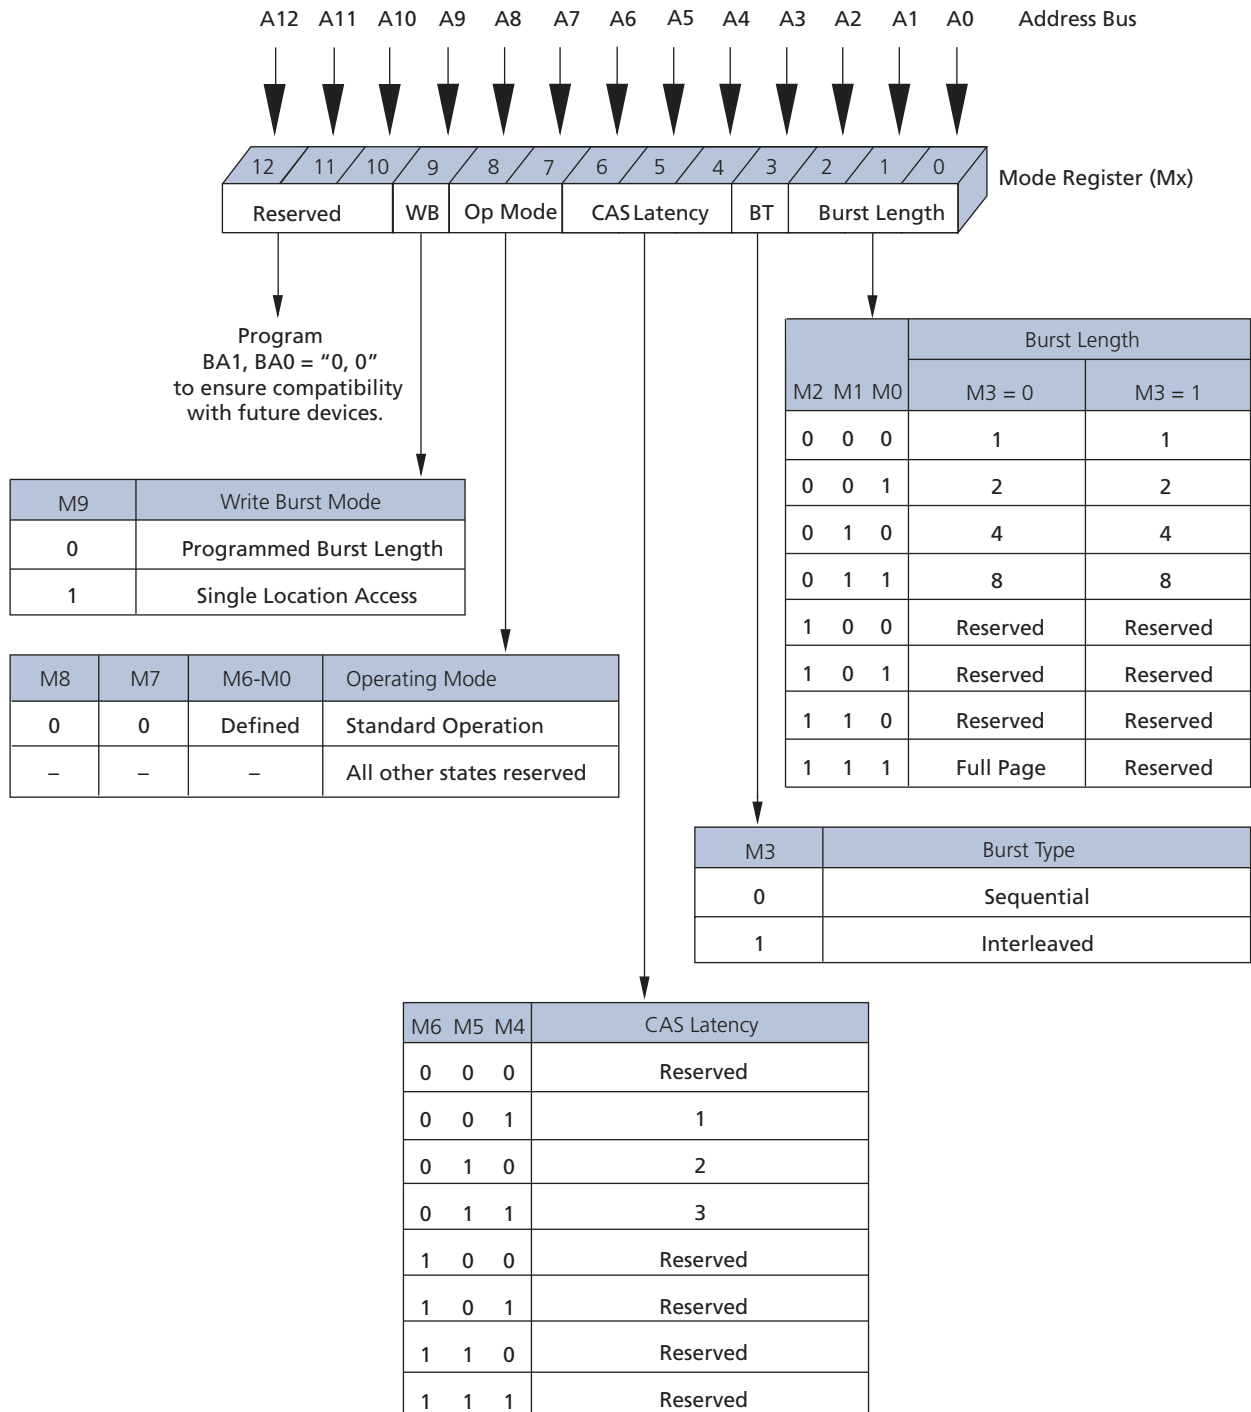 A12 A11 A10 A9 A8 A7 A6 A5 A4 A3 A2 A1 A0 Address Bus
12 11 10 9 8 7 6 5 4 3 2 1 0
Mode Register (Mx)
Reserved WB Op Mode CAS Latency BT Burst Length
Program
BA1, BA0 = “0, 0”
to ensure compatibility
with future devices.
Burst Length
M2 M1 M0 M3 = 0 M3 = 1
0 0 0 1 1
0 0 1 2 2
0 1 0 4 4
0 1 1 8 8
1 0 0 Reserved Reserved
1 0 1 Reserved Reserved
1 1 0 Reserved Reserved
1 1 1 Full Page Reserved
M9 Write Burst Mode
0 Programmed Burst Length
1 Single Location Access
M8 M7 M6-M0 Operating Mode
0 0 Defined Standard Operation
– – – All other states reserved
M3 Burst Type
0 Sequential
1 Interleaved
M6 M5 M4 CAS Latency
0 0 0 Reserved
0 0 1 1
0 1 0 2
0 1 1 3
1 0 0 Reserved
1 0 1 Reserved
1 1 0 Reserved
1 1 1 Reserved